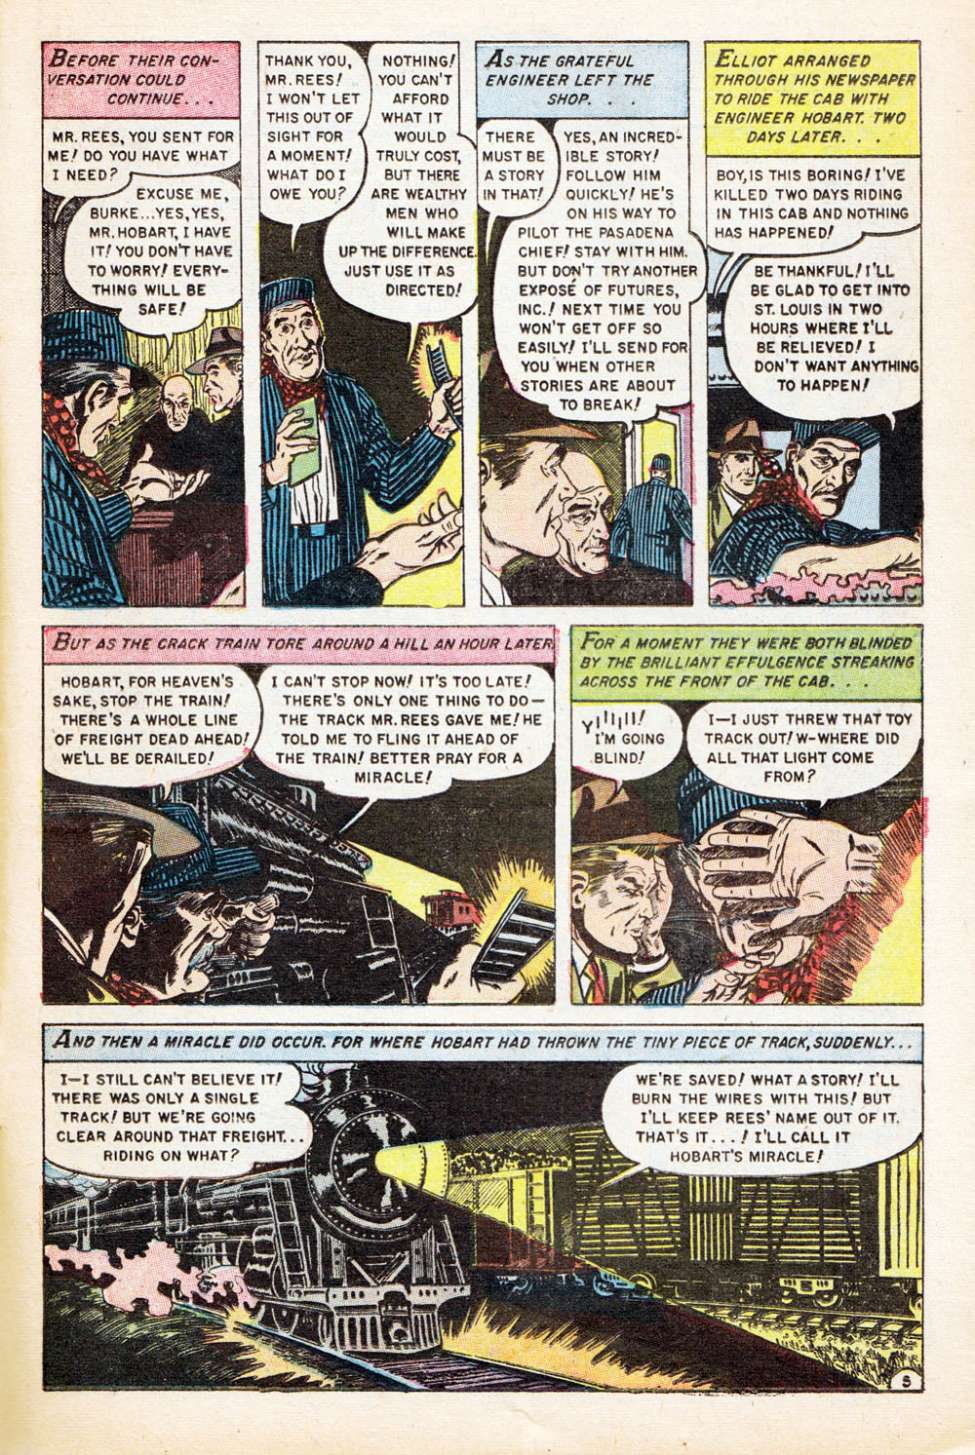 BEFORE THEIR CON-
VERSATION COULD
CONTINUE...
MR. REES, YOU SENT FOR
ME! DO YOU HAVE WHAT
I NEED?
EXCUSE ME,
BURKE...YES, YES,
MR. HOBART, I HAVE
IT! YOU DON'T HAVE
TO WORRY! EVERY-
THING WILL BE
SAFE!
THANK YOU,
MR. REES!
I WON'T LET
THIS OUT OF
SIGHT FOR
A MOMENT!
WHAT DO I
OWE YOU?
NOTHING!
YOU CAN'T
AFFORD
WHAT IT
WOULD
TRULY COST,
BUT THERE
ARE WEALTHY
MEN WHO
WILL MAKE
UP THE DIFFERENCE.
JUST USE IT AS
DIRECTED!
AS THE GRATEFUL
ENGINEER LEFT THE
SHOP. . .
THERE
MUST BE
A STORY
IN THAT!
YES, AN INCRED-
IBLE STORY!
FOLLOW HIM
QUICKLY! HE'S
ON HIS WAY TO
PILOT THE PASADENA
CHIEF! STAY WITH HIM.
BUT DON'T TRY ANOTHER
EXPOSÉ OF FUTURES,
INC.! NEXT TIME YOU
WON'T GET OFF SO
EASILY! I'LL SEND FOR
YOU WHEN OTHER
STORIES ARE ABOUT
TO BREAK!
ELLIOT ARRANGED
THROUGH HIS NEWSPAPER
TO RIDE THE CAB WITH
ENGINEER HOBART. TWO
DAYS LATER. . .
BOY, IS THIS BORING! I'VE
KILLED TWO DAYS RIDING
IN THIS CAB AND NOTHING
HAS HAPPENED!
BE THANKFUL! I'LL
BE GLAD TO GET INTO
ST. LOUIS IN TWO
HOURS WHERE I'LL
BE RELIEVED! I
DON'T WANT ANYTHING
TO HAPPEN!
BUT AS THE CRACK TRAIN TORE AROUND A HILL AN HOUR LATER
HOBART, FOR HEAVEN'S
SAKE, STOP THE TRAIN!
THERE'S A WHOLE LINE
OF FREIGHT DEAD AHEAD!
WE'LL BE DERAILED!
I CAN'T STOP NOW! IT'S TOO LATE!
THERE'S ONLY ONE THING TO DO—
THE TRACK MR. REES GAVE ME! HE
TOLD ME TO FLING IT AHEAD OF
THE TRAIN! BETTER PRAY FOR A
MIRACLE!
FOR A MOMENT THEY WERE BOTH BLINDED
BY THE BRILLIANT EFFULGENCE STREAKING
ACROSS THE FRONT OF THE CAB. . .
YIIIIII!
I'M GOING
BLIND!
I—I JUST THREW THAT TOY
TRACK OUT! W-WHERE DID
ALL THAT LIGHT COME
FROM?
AND THEN A MIRACLE DID OCCUR. FOR WHERE HOBART HAD THROWN THE TINY PIECE OF TRACK, SUDDENLY...
I—I STILL CAN'T BELIEVE IT!
THERE WAS ONLY A SINGLE
TRACK! BUT WE'RE GOING
CLEAR AROUND THAT FREIGHT...
RIDING ON WHAT?
WE'RE SAVED! WHAT A STORY! I'LL
BURN THE WIRES WITH THIS! BUT
I'LL KEEP REES' NAME OUT OF IT.
THAT'S IT...! I'LL CALL IT
HOBART'S MIRACLE!
5